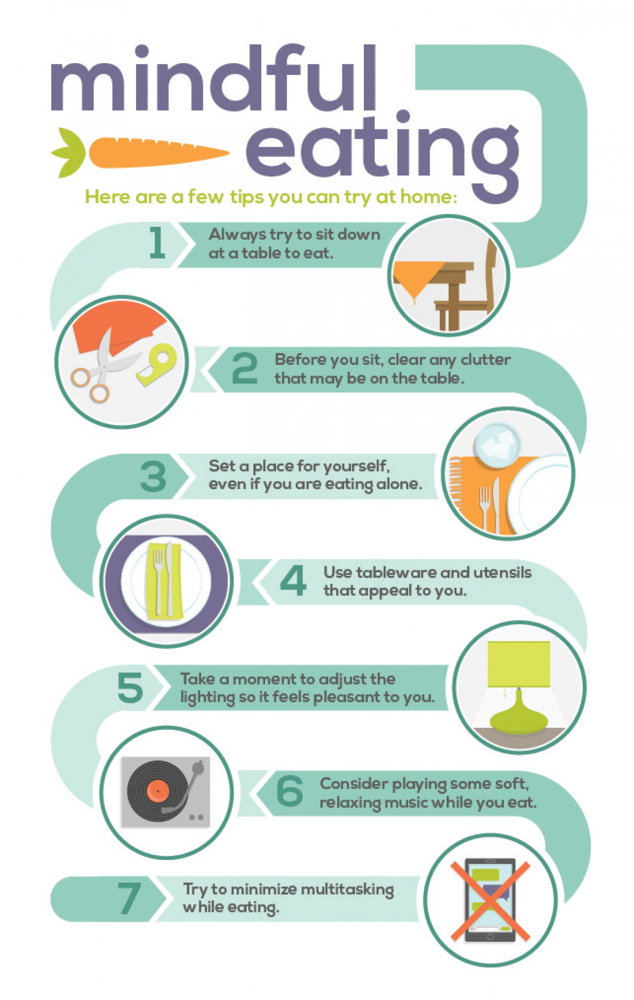 mindful
eating
Here are a few tips you can try at home:
1
Always try to sit down
at a table to eat.
2
Before you sit, clear any clutter
that may be on the table.
3
Set a place for yourself,
even if you are eating alone.
4
Use tableware and utensils
that appeal to you.
5
Take a moment to adjust the
lighting so it feels pleasant to you.
6
Consider playing some soft,
relaxing music while you eat.
7
Try to minimize multitasking
while eating.